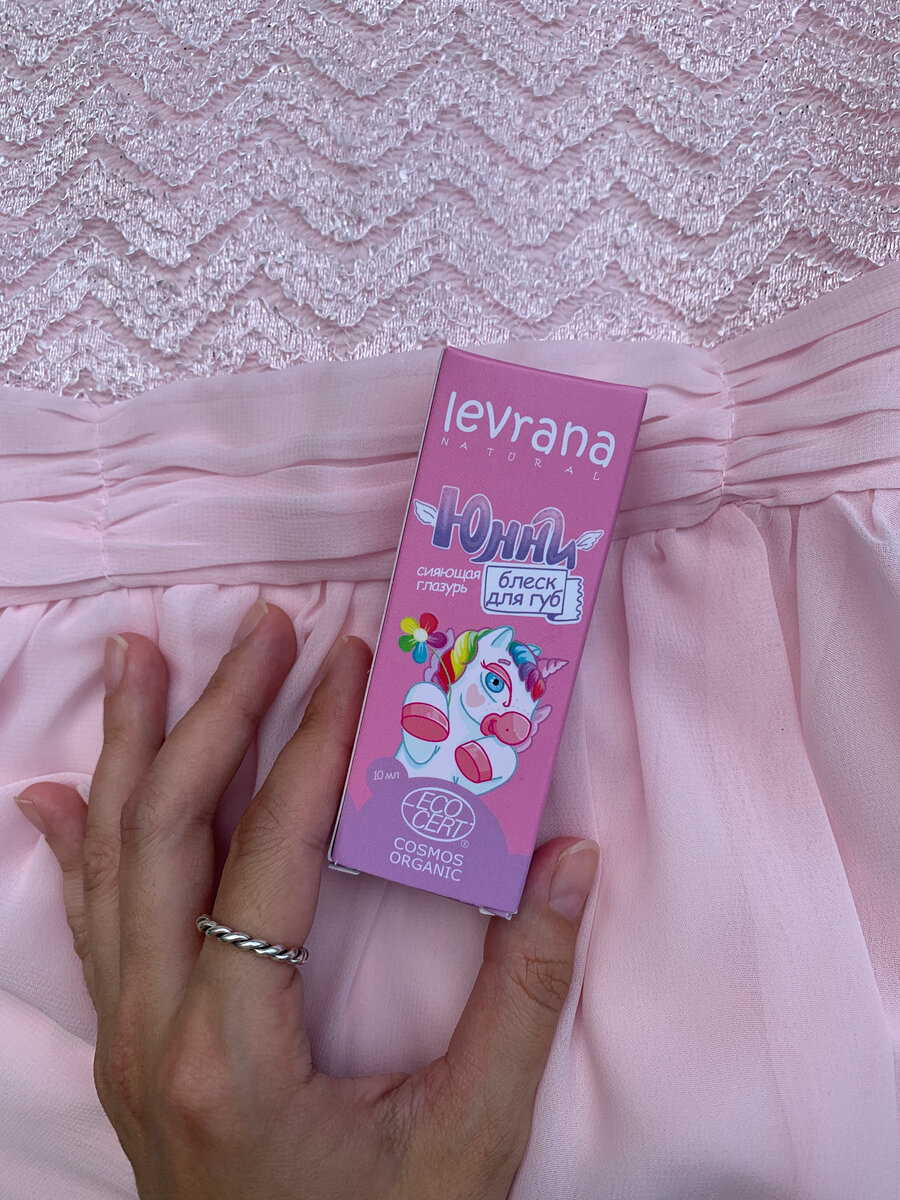 levrana
NATURAL
Юнни
сияющая
глазурь
блеск
для губ
10 мл
ECO
CERT
®
COSMOS
ORGANIC